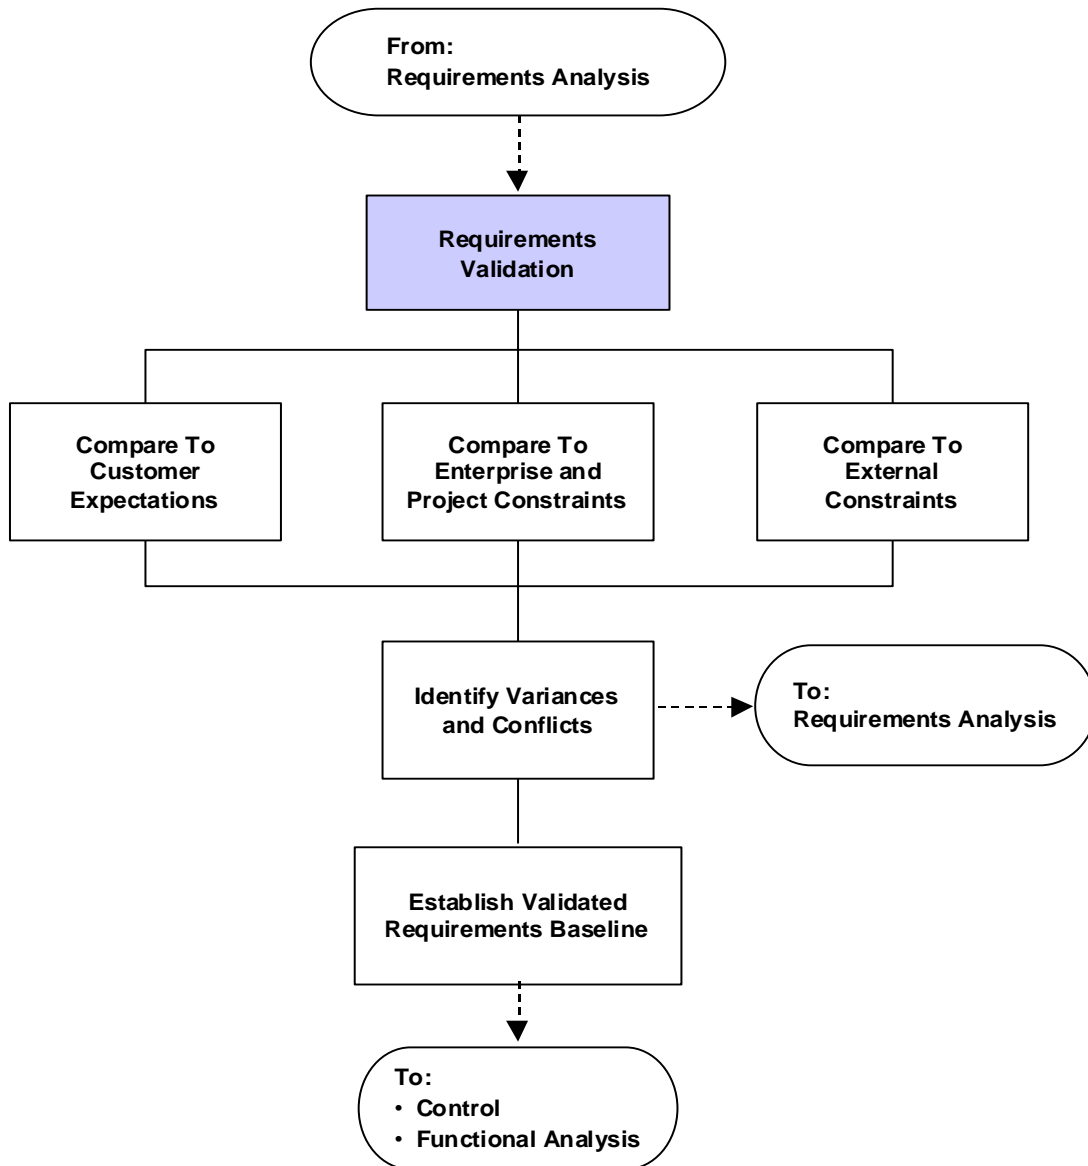 From:
Requirements Analysis
Requirements
Validation
Compare To
Customer
Expectations
Compare To
Enterprise and
Project Constraints
Compare To
External
Constraints
Identify Variances
and Conflicts
To:
Requirements Analysis
Establish Validated
Requirements Baseline
To:
• Control
• Functional Analysis